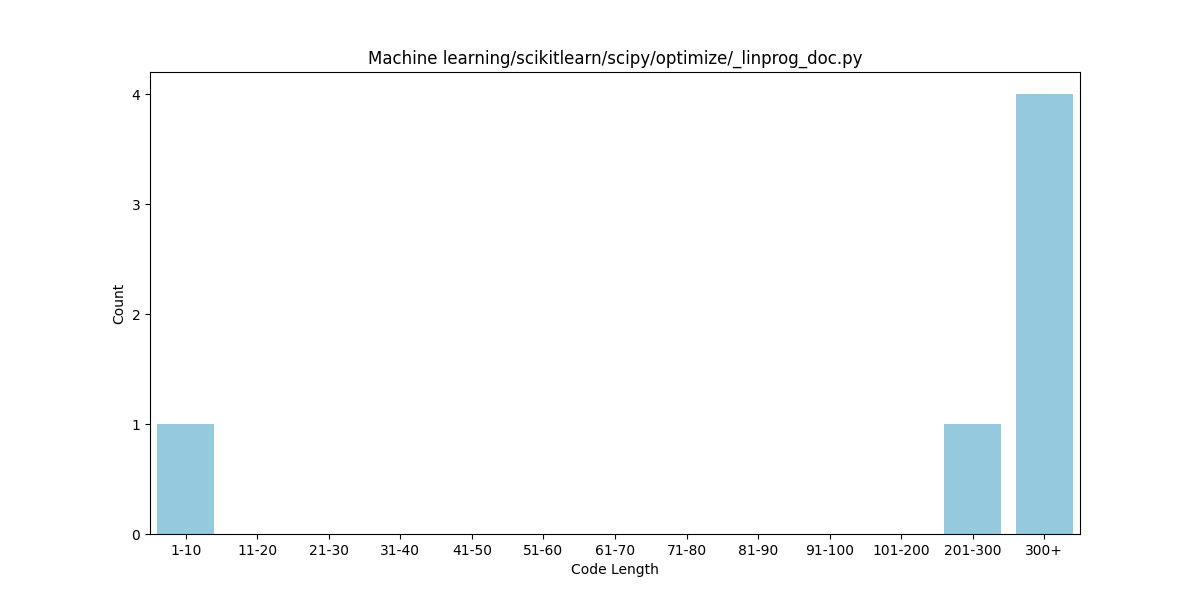 Machine learning/scikitlearn/scipy/optimize/_linprog_doc.py
4
3
2
1
0
Count
1-10 11-20 21-30 31-40 41-50 51-60 61-70 71-80 81-90 91-100 101-200 201-300 300+
Code Length